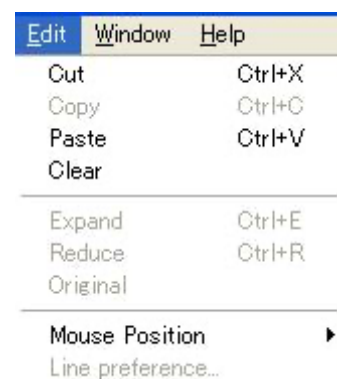 Edit Window Help
Cut Ctrl+X
Copy Ctrl+C
Paste Ctrl+V
Clear
Expand Ctrl+E
Reduce Ctrl+R
Original
Mouse Position
Line preference...